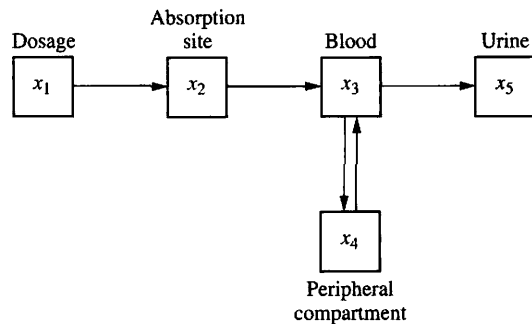 Absorption
site
Dosage
Blood
Urine
x₁
x₂
x₃
x₅
x₄
Peripheral
compartment